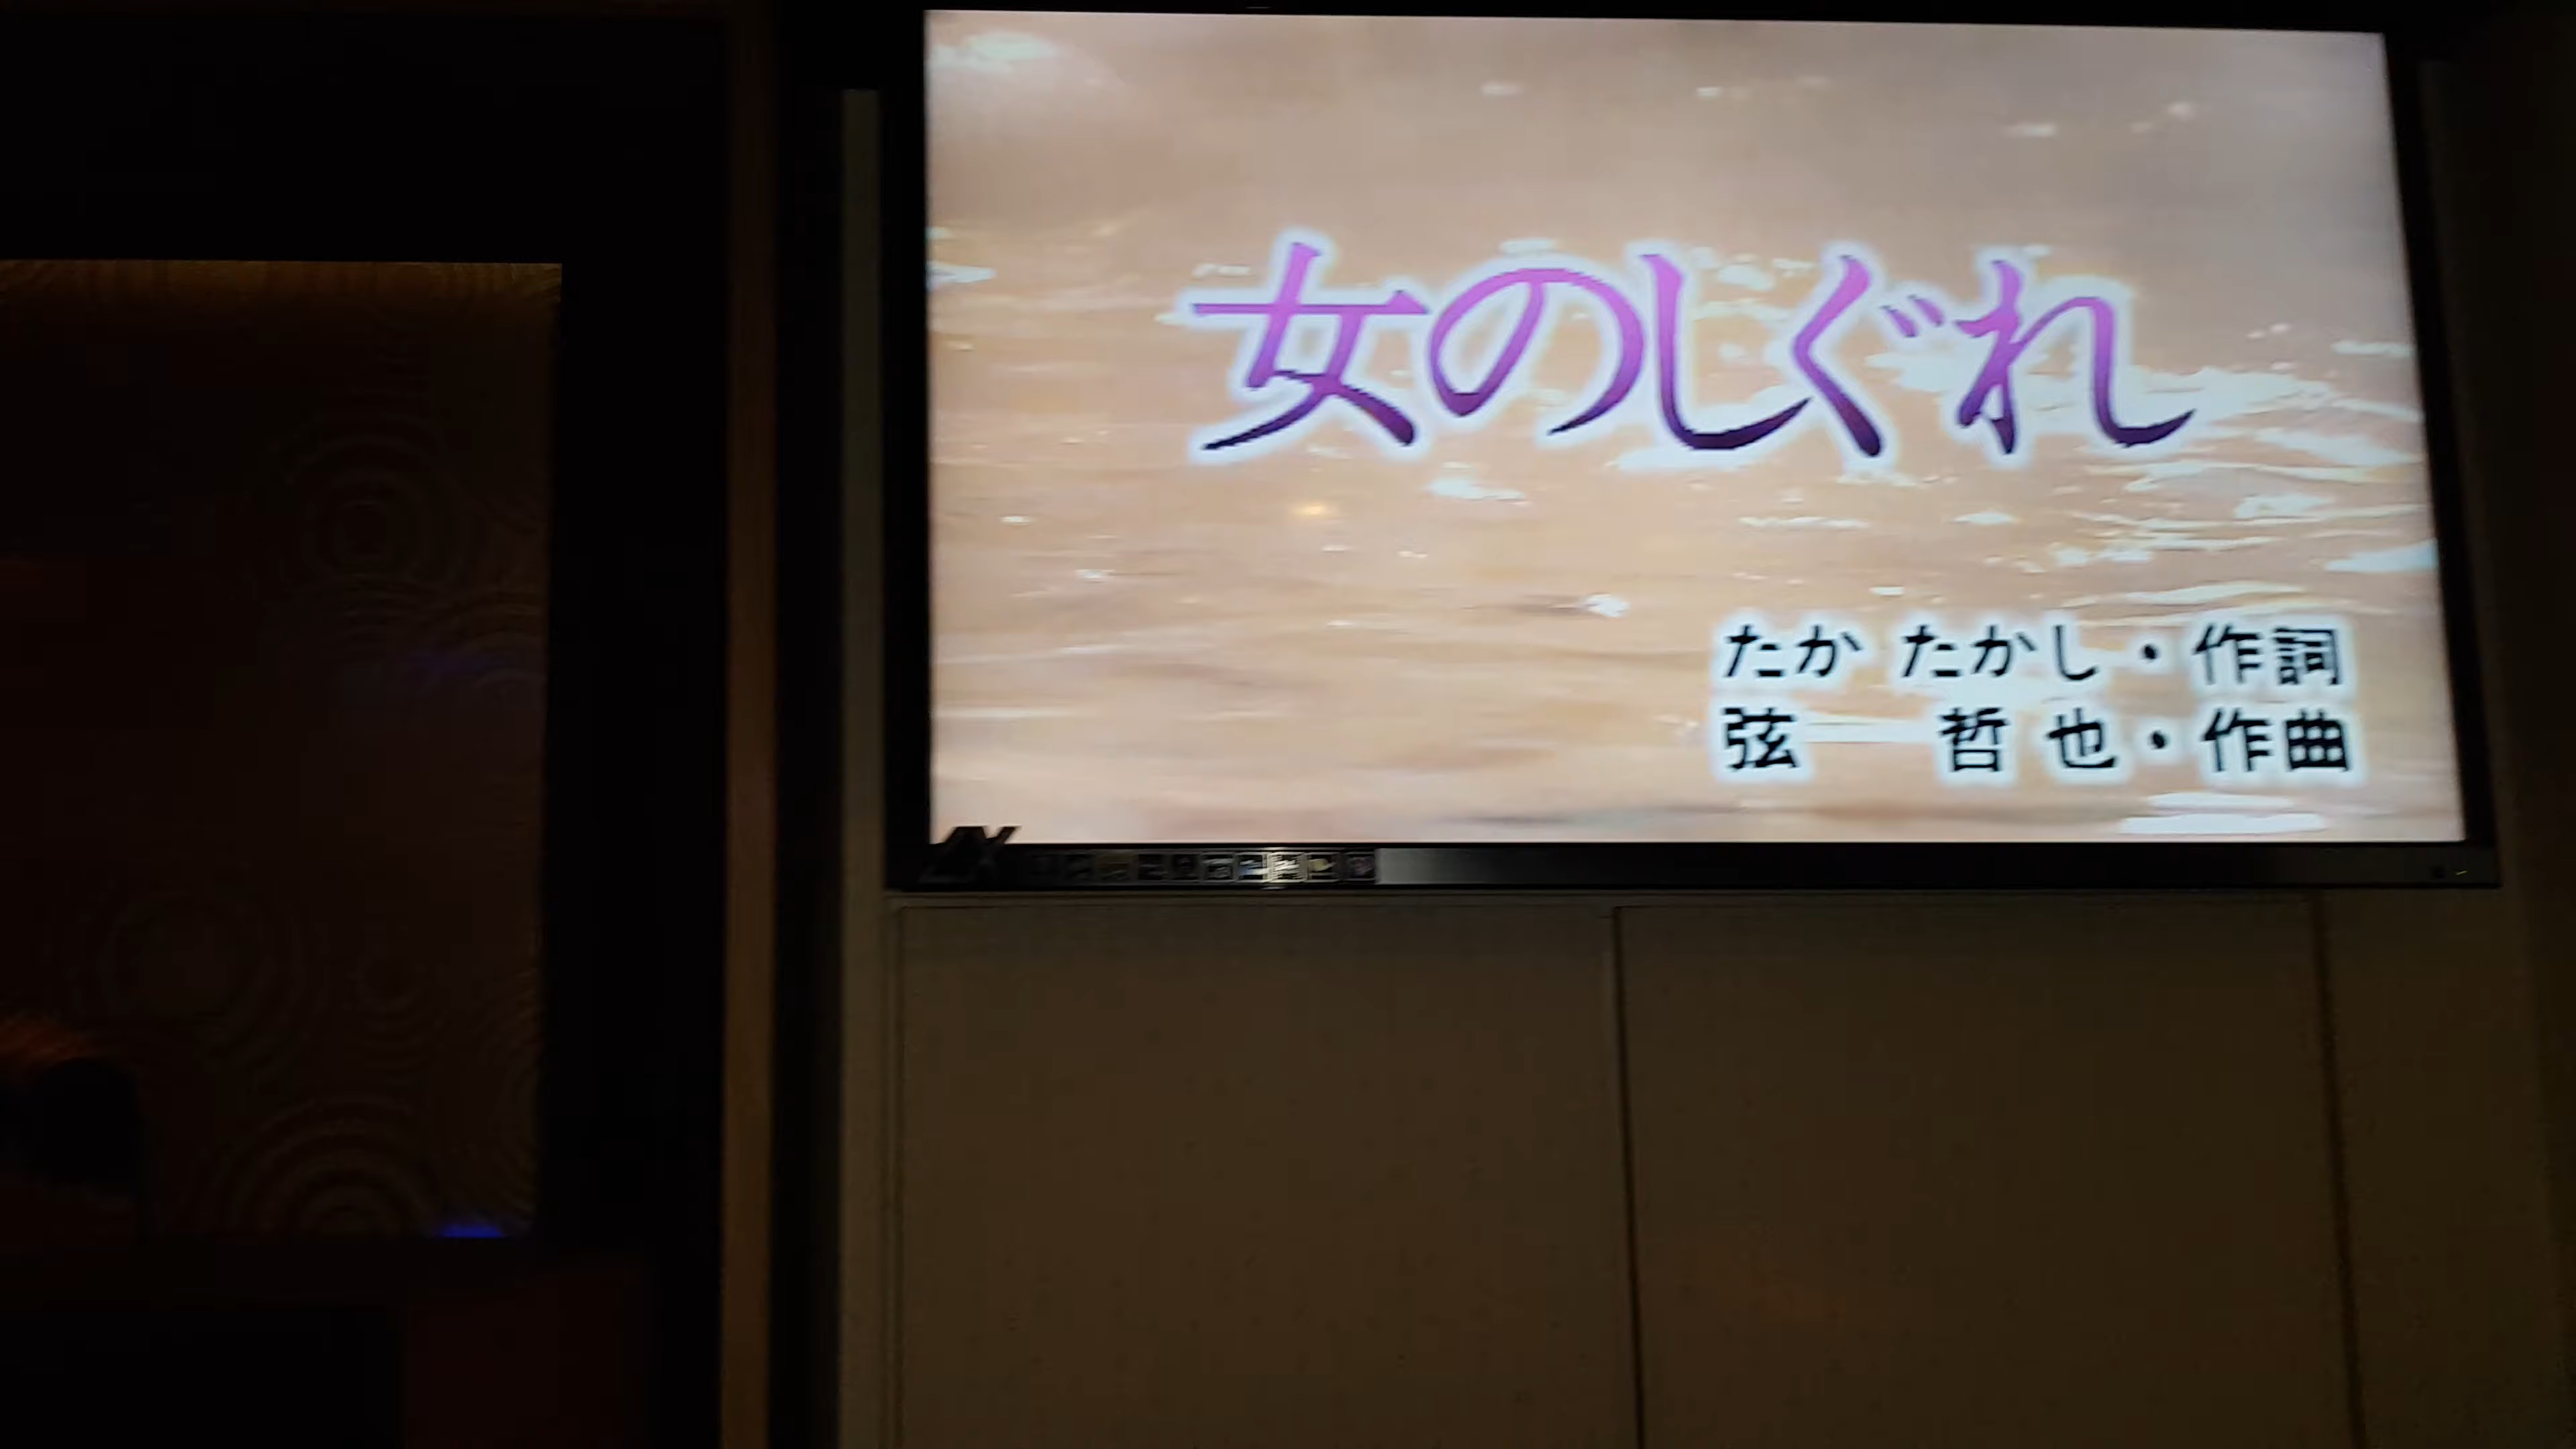 女のしぐれ
たか たかし・作詞
弦 哲 也・作曲